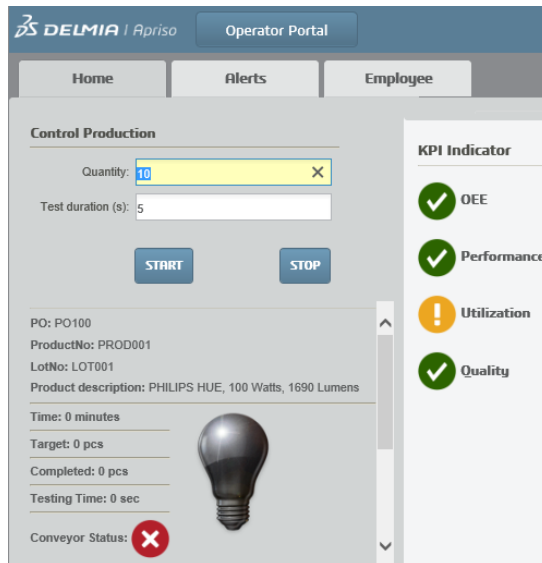 DELMIA | Apriso Operator Portal
Home Alerts Employee
Control Production
Quantity: 10
Test duration (s): 5
START STOP
PO: PO100
ProductNo: PROD001
LotNo: LOT001
Product description: PHILIPS HUE, 100 Watts, 1690 Lumens
Time: 0 minutes
Target: 0 pcs
Completed: 0 pcs
Testing Time: 0 sec
Conveyor Status:
KPI Indicator
OEE
Performance
Utilization
Quality